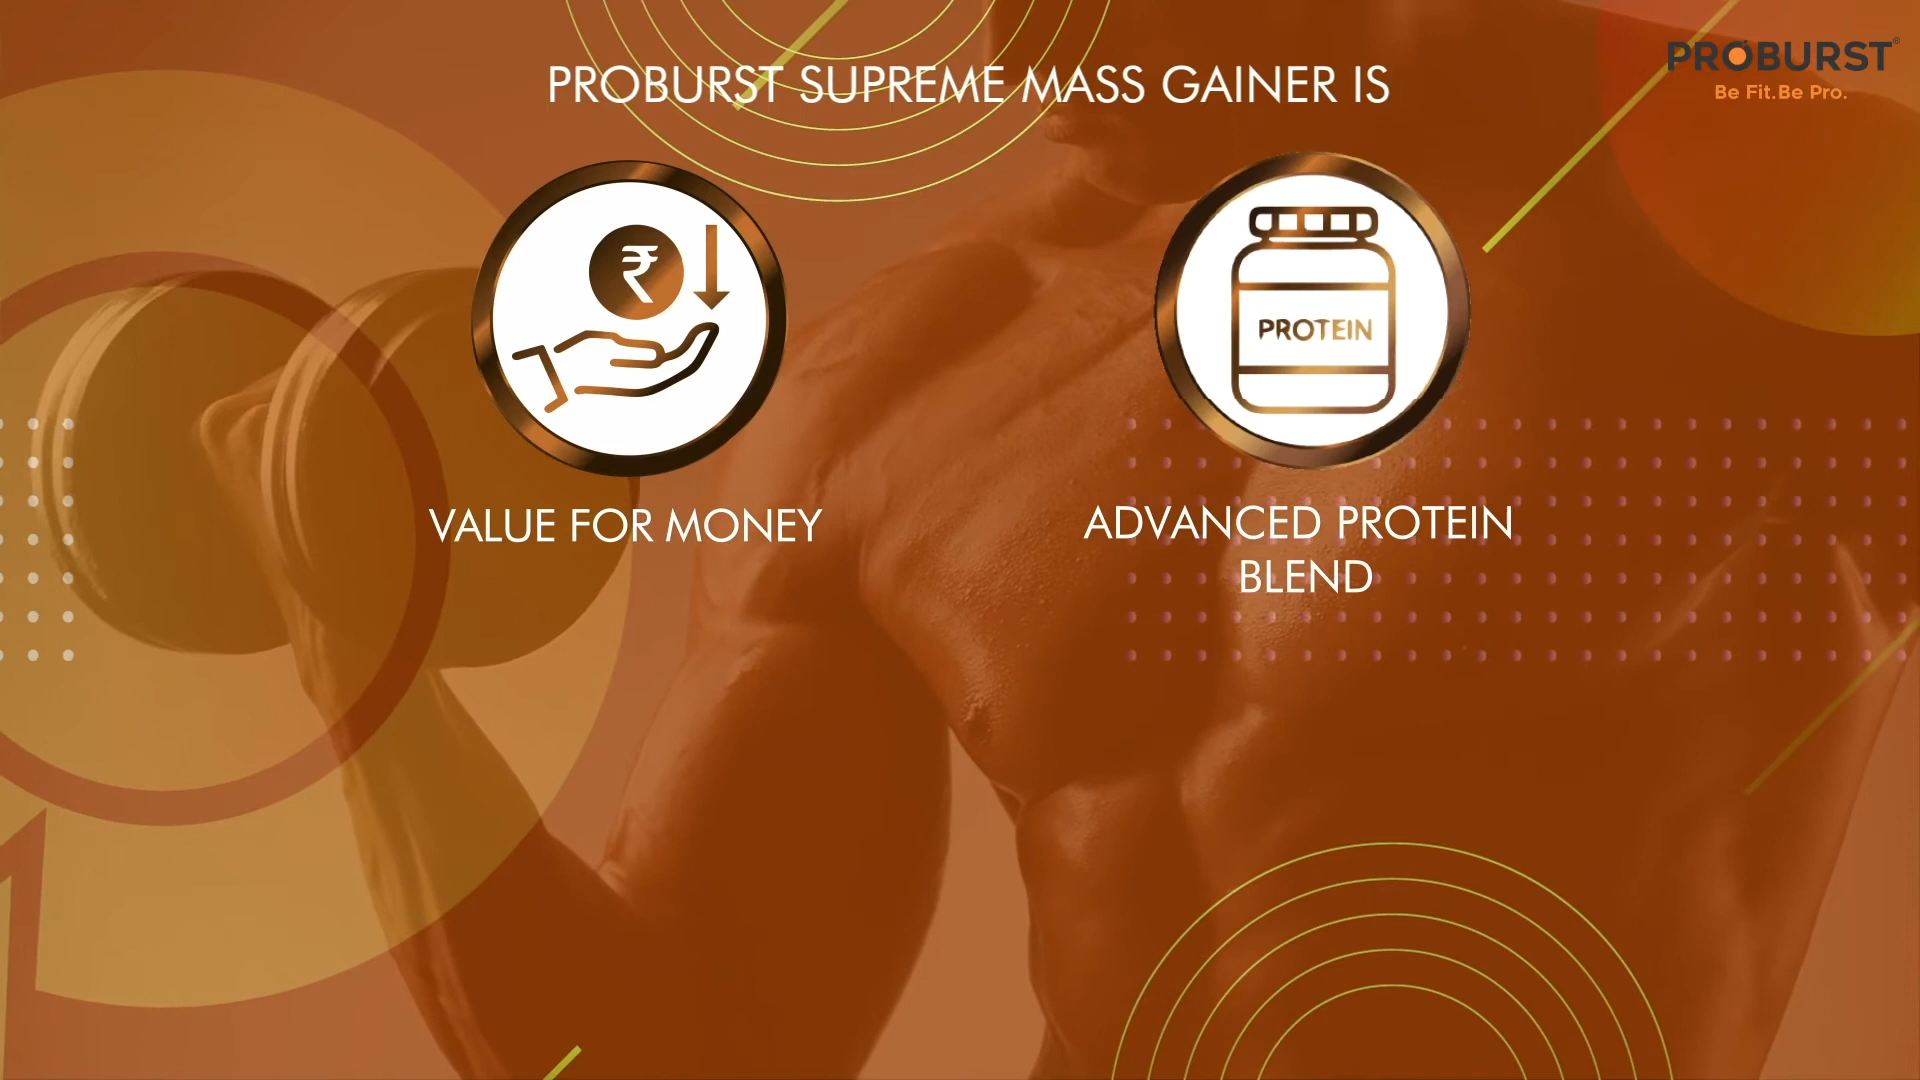 PROBURST SUPREME MASS GAINER IS
PROBURST®
Be Fit.Be Pro.
₹
PROTEIN
VALUE FOR MONEY
ADVANCED PROTEIN
BLEND